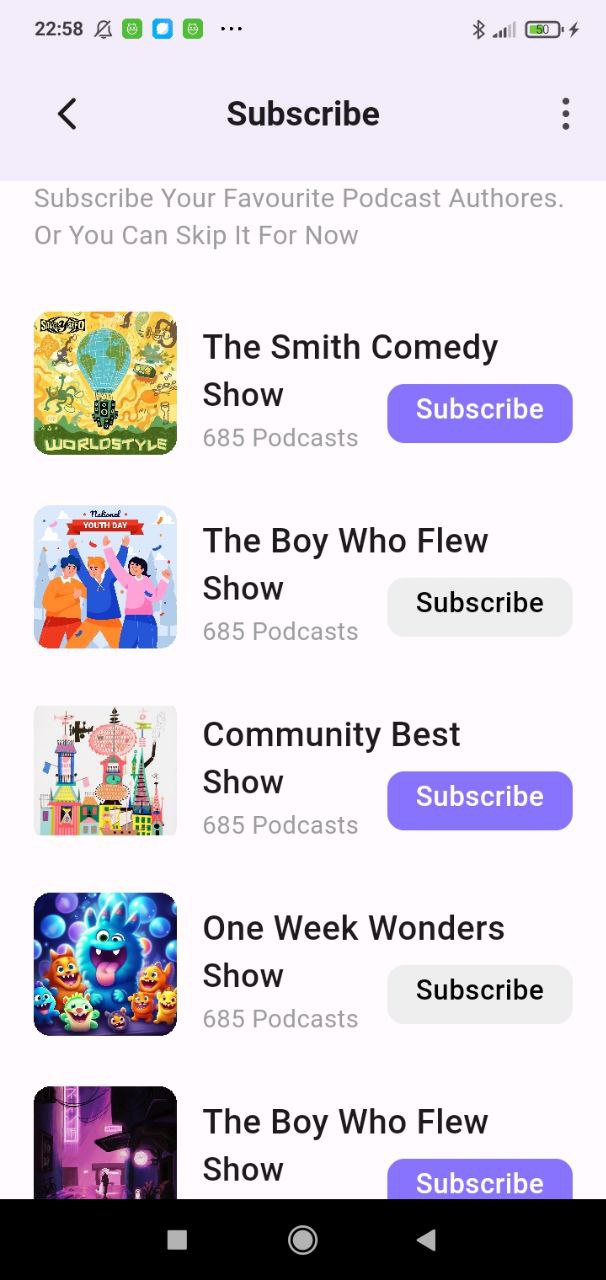 22:58
50
Subscribe
Subscribe Your Favourite Podcast Authores.
Or You Can Skip It For Now
WORLDSTYLE
The Smith Comedy
Show
Subscribe
685 Podcasts
National
YOUTH DAY
The Boy Who Flew
Show
Subscribe
685 Podcasts
Community Best
Show
Subscribe
685 Podcasts
One Week Wonders
Show
Subscribe
685 Podcasts
The Boy Who Flew
Show
Subscribe